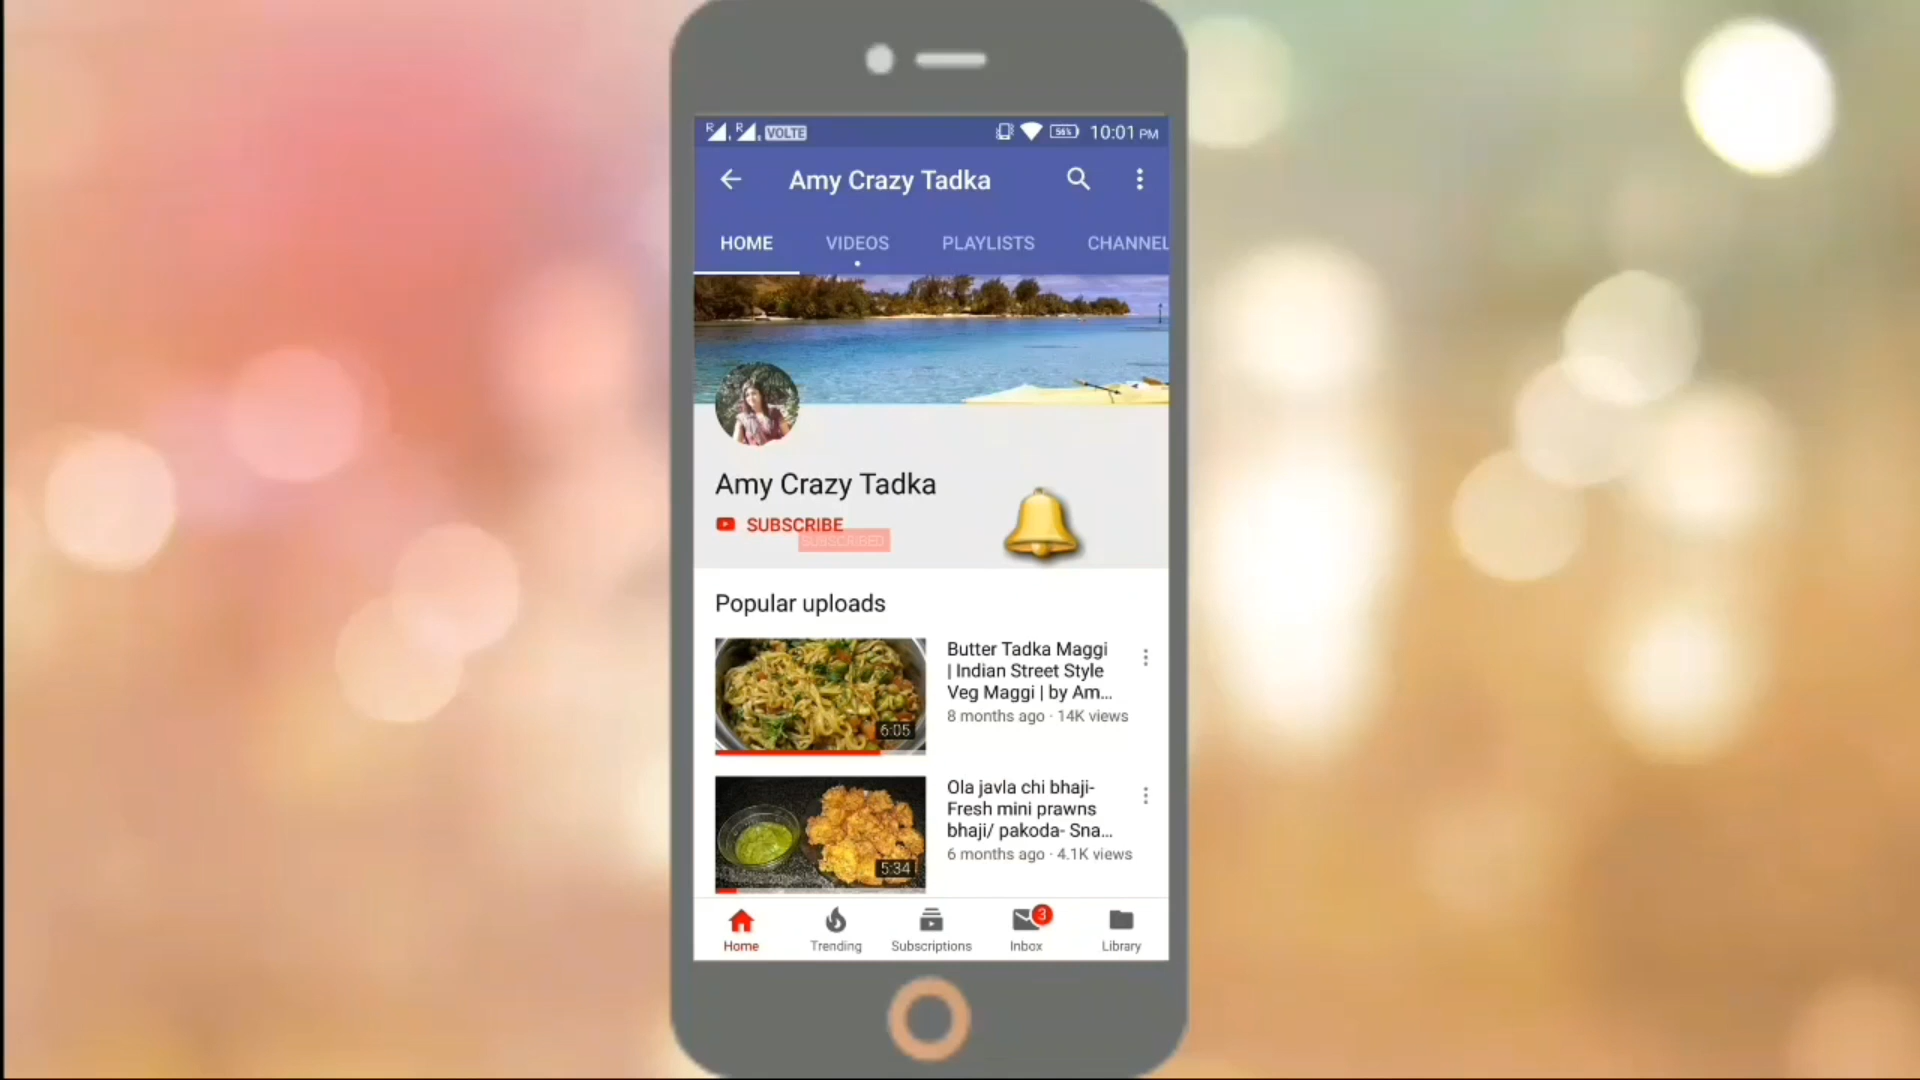 R R VOLTE 56% 10:01 PM
Amy Crazy Tadka
HOME VIDEOS PLAYLISTS CHANNEL
Amy Crazy Tadka
SUBSCRIBE
SUBSCRIBED
Popular uploads
Butter Tadka Maggi
| Indian Street Style
Veg Maggi | by Am...
8 months ago · 14K views
6:05
Ola javla chi bhaji-
Fresh mini prawns
bhaji/ pakoda- Sna...
6 months ago · 4.1K views
5:34
3
Home Trending Subscriptions Inbox Library